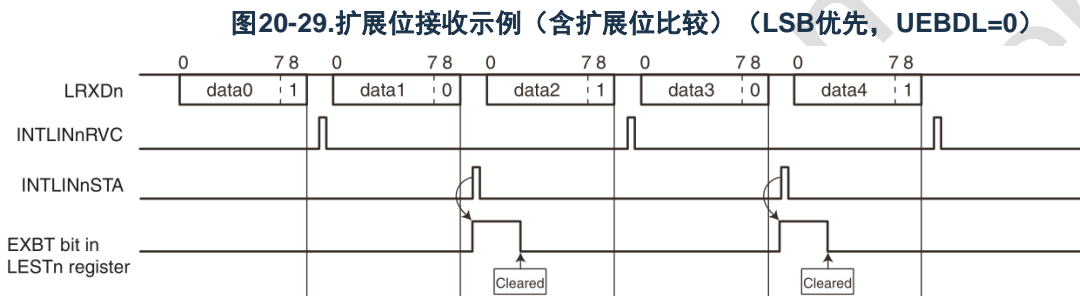 图20-29.扩展位接收示例（含扩展位比较）（LSB优先，UEBDL=0）
0 7 8 0 7 8 0 7 8 0 7 8 0 7 8
LRXDn data0 1 data1 0 data2 1 data3 0 data4 1
INTLINnRVC
INTLINnSTA
EXBT bit in
LESTn register
Cleared Cleared